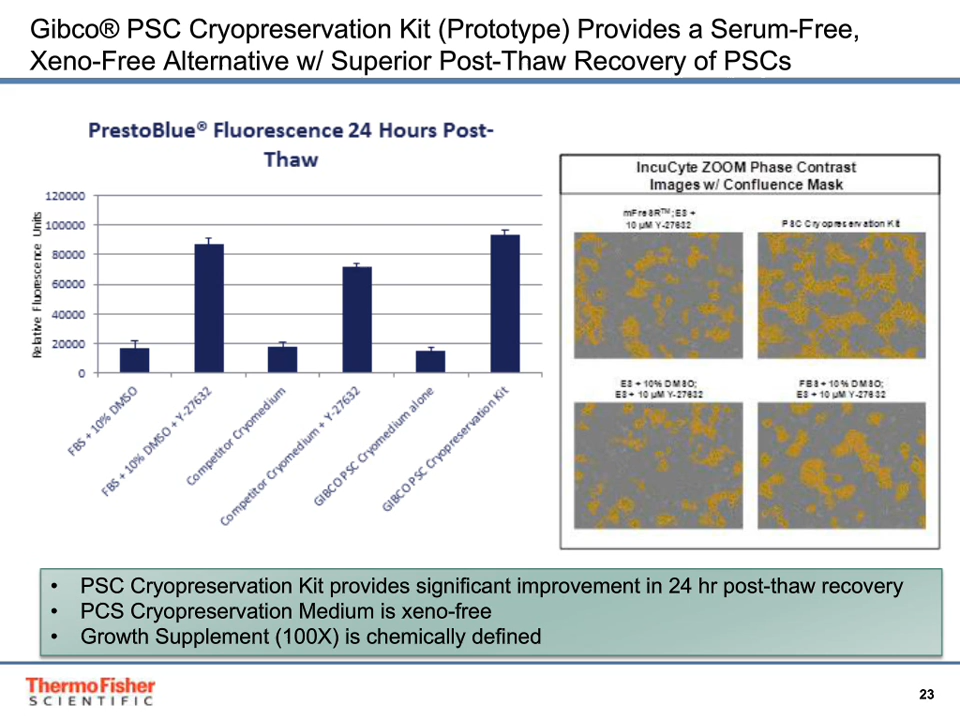 Gibco® PSC Cryopreservation Kit (Prototype) Provides a Serum-Free,
Xeno-Free Alternative w/ Superior Post-Thaw Recovery of PSCs
PrestoBlue® Fluorescence 24 Hours Post-
Thaw
Relative Fluorescence Units
120000
100000
80000
60000
40000
20000
0
FBS + 10% DMSO
FBS + 10% DMSO + Y-27632
Competitor Cryomedium
Competitor Cryomedium + Y-27632
GIBCO PSC Cryomedium alone
GIBCO PSC Cryopreservation Kit
IncuCyte ZOOM Phase Contrast
Images w/ Confluence Mask
mFreSR™; E8 +
10 µM Y-27632
PSC Cryopreservation Kit
E8 + 10% DMSO;
E8 + 10 µM Y-27632
FBS + 10% DMSO;
E8 + 10 µM Y-27632
• PSC Cryopreservation Kit provides significant improvement in 24 hr post-thaw recovery
• PCS Cryopreservation Medium is xeno-free
• Growth Supplement (100X) is chemically defined
ThermoFisher
SCIENTIFIC
23